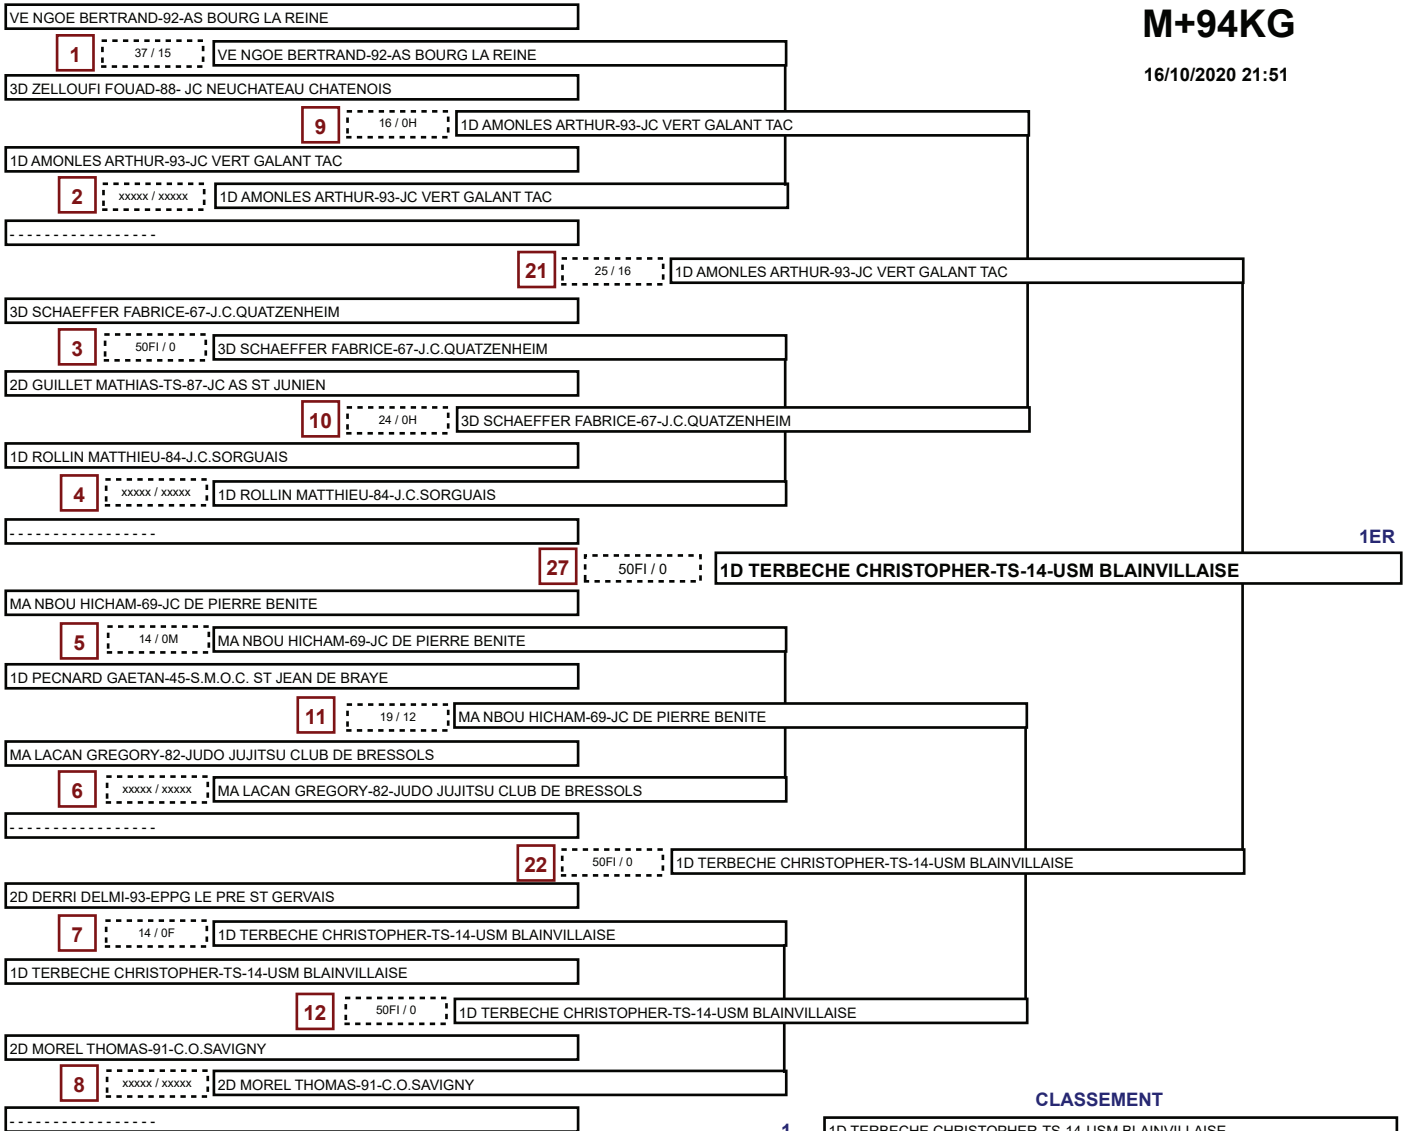 VE NGOE BERTRAND-92-AS BOURG LA REINE
M+94KG
1 37 / 15 VE NGOE BERTRAND-92-AS BOURG LA REINE
16/10/2020 21:51
3D ZELLOUFI FOUAD-88- JC NEUCHATEAU CHATENOIS
9 16 / 0H 1D AMONLES ARTHUR-93-JC VERT GALANT TAC
1D AMONLES ARTHUR-93-JC VERT GALANT TAC
2 xxxxx / xxxxx 1D AMONLES ARTHUR-93-JC VERT GALANT TAC
- - - - - - - - - - - - - - - - -
21 25 / 16 1D AMONLES ARTHUR-93-JC VERT GALANT TAC
3D SCHAEFFER FABRICE-67-J.C.QUATZENHEIM
3 50FI / 0 3D SCHAEFFER FABRICE-67-J.C.QUATZENHEIM
2D GUILLET MATHIAS-TS-87-JC AS ST JUNIEN
10 24 / 0H 3D SCHAEFFER FABRICE-67-J.C.QUATZENHEIM
1D ROLLIN MATTHIEU-84-J.C.SORGUAIS
4 xxxxx / xxxxx 1D ROLLIN MATTHIEU-84-J.C.SORGUAIS
- - - - - - - - - - - - - - - - -
1ER
27 50FI / 0 1D TERBECHE CHRISTOPHER-TS-14-USM BLAINVILLAISE
MA NBOU HICHAM-69-JC DE PIERRE BENITE
5 14 / 0M MA NBOU HICHAM-69-JC DE PIERRE BENITE
1D PECNARD GAETAN-45-S.M.O.C. ST JEAN DE BRAYE
11 19 / 12 MA NBOU HICHAM-69-JC DE PIERRE BENITE
MA LACAN GREGORY-82-JUDO JUJITSU CLUB DE BRESSOLS
6 xxxxx / xxxxx MA LACAN GREGORY-82-JUDO JUJITSU CLUB DE BRESSOLS
- - - - - - - - - - - - - - - - -
22 50FI / 0 1D TERBECHE CHRISTOPHER-TS-14-USM BLAINVILLAISE
2D DERRI DELMI-93-EPPG LE PRE ST GERVAIS
7 14 / 0F 1D TERBECHE CHRISTOPHER-TS-14-USM BLAINVILLAISE
1D TERBECHE CHRISTOPHER-TS-14-USM BLAINVILLAISE
12 50FI / 0 1D TERBECHE CHRISTOPHER-TS-14-USM BLAINVILLAISE
2D MOREL THOMAS-91-C.O.SAVIGNY
8 xxxxx / xxxxx 2D MOREL THOMAS-91-C.O.SAVIGNY
CLASSEMENT
- - - - - - - - - - - - - - - - -
1 1D TERBECHE CHRISTOPHER-TS-14-USM BLAINVILLAISE